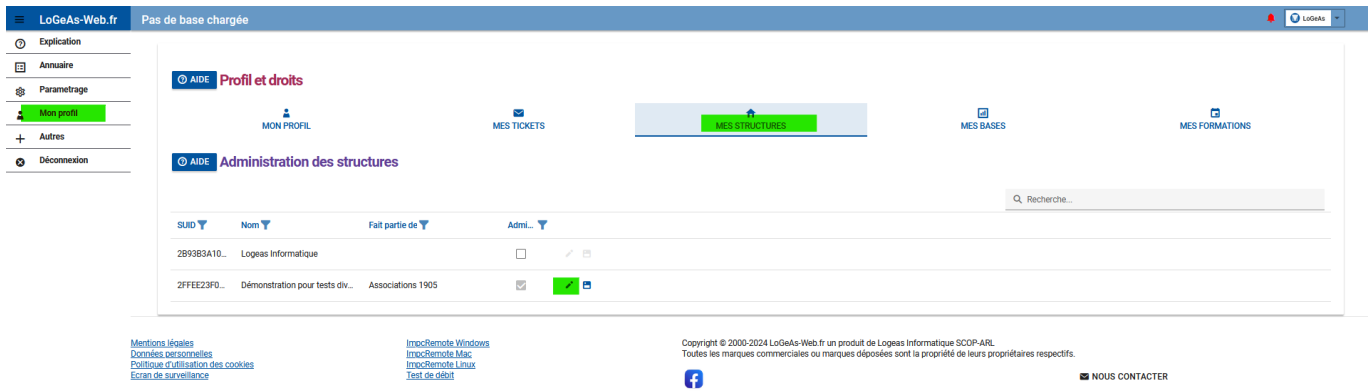 LoGeAs-Web.fr Pas de base chargée LoGeAs
Explication
Annuaire
Parametrage
Mon profil
Autres
Déconnexion
AIDE Profil et droits
MON PROFIL MES TICKETS MES STRUCTURES MES BASES MES FORMATIONS
AIDE Administration des structures
Recherche...
SUID Nom Fait partie de Admi...
2B93B3A10... Logeas Informatique
2FFEE23F0... Démonstration pour tests div... Associations 1905
Mentions légales
Données personnelles
Politique d'utilisation des cookies
Ecran de surveillance
ImpcRemote Windows
ImpcRemote Mac
ImpcRemote Linux
Test de débit
Copyright © 2000-2024 LoGeAs-Web.fr un produit de Logeas Informatique SCOP-ARL
Toutes les marques commerciales ou marques déposées sont la propriété de leurs propriétaires respectifs.
NOUS CONTACTER